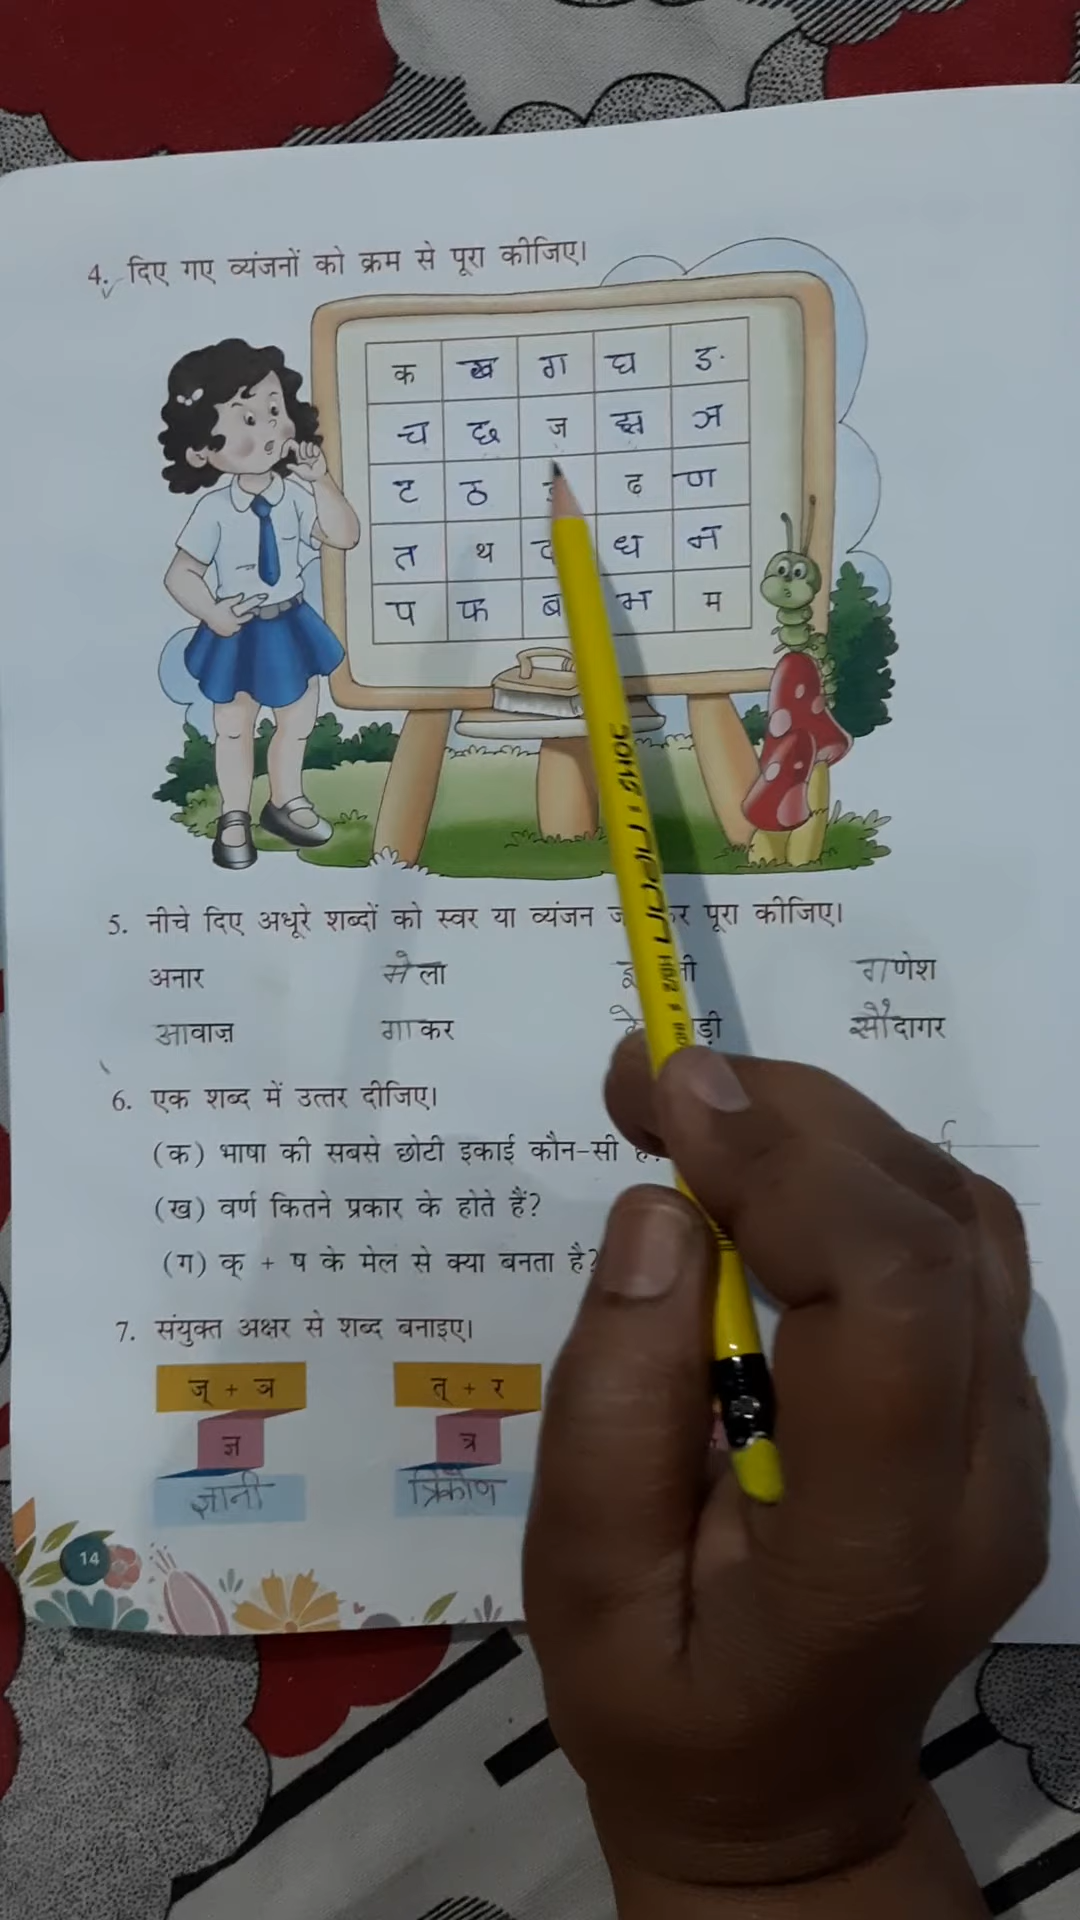 4. दिए गए व्यंजनों को क्रम से पूरा कीजिए।
क ख ग घ ङ
च छ ज झ ञ
ट ठ ढ ण
त थ ध न
प फ ब भ म
5. नीचे दिए अधूरे शब्दों को स्वर या व्यंजन पूरा कीजिए।
अनार मेला गणेश
आवाज़ गाकर सौदागर
6. एक शब्द में उत्तर दीजिए।
(क) भाषा की सबसे छोटी इकाई कौन-सी
(ख) वर्ण कितने प्रकार के होते हैं?
(ग) क् + ष के मेल से क्या बनता है?
7. संयुक्त अक्षर से शब्द बनाइए।
ज् + ञ त् + र
ज्ञ त्र
ज्ञानी त्रिकोण
14